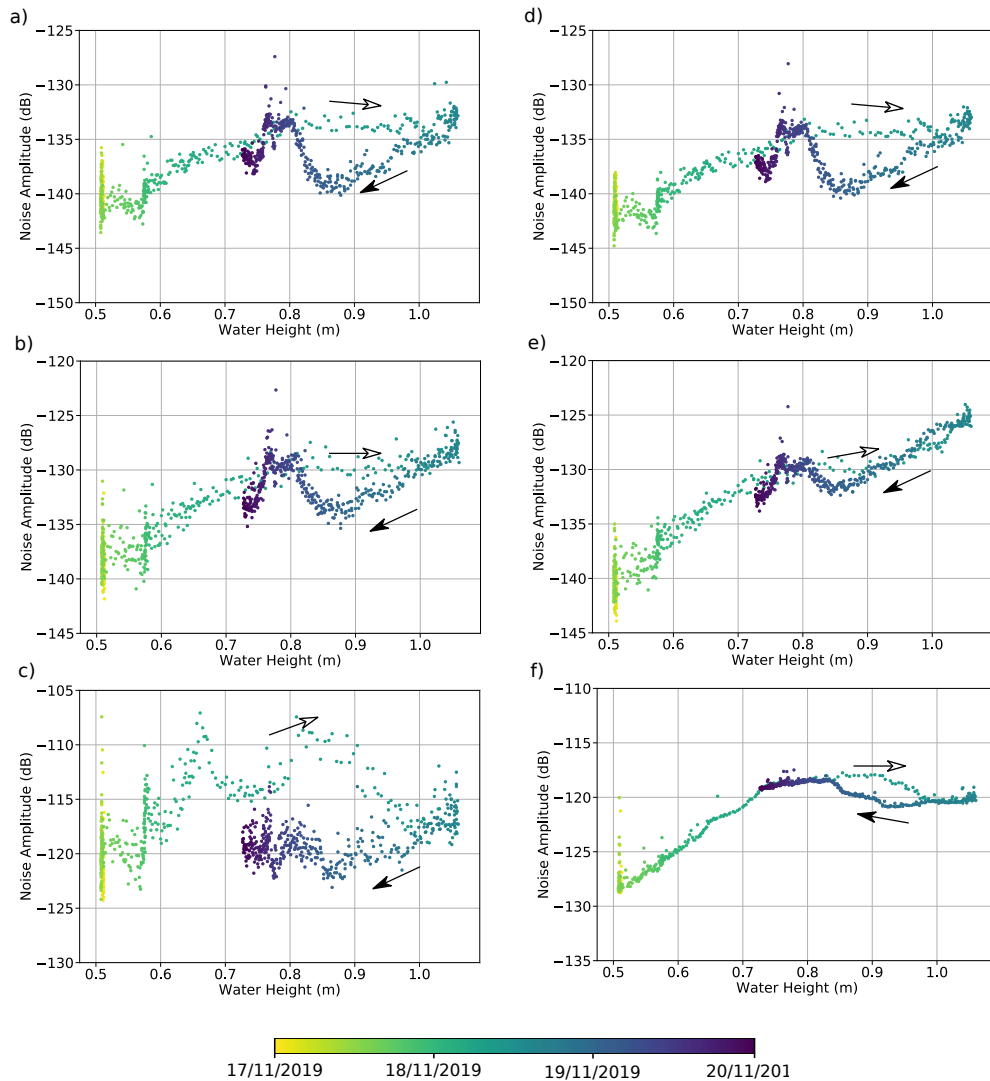 a)
−125
−130
−135
−140
−145
−150
Noise Amplitude (dB)
0.5 0.6 0.7 0.8 0.9 1.0
Water Height (m)
d)
−125
−130
−135
−140
−145
−150
Noise Amplitude (dB)
0.5 0.6 0.7 0.8 0.9 1.0
Water Height (m)
b)
−120
−125
−130
−135
−140
−145
Noise Amplitude (dB)
0.5 0.6 0.7 0.8 0.9 1.0
Water Height (m)
e)
−120
−125
−130
−135
−140
−145
Noise Amplitude (dB)
0.5 0.6 0.7 0.8 0.9 1.0
Water Height (m)
c)
−105
−110
−115
−120
−125
−130
Noise Amplitude (dB)
0.5 0.6 0.7 0.8 0.9 1.0
Water Height (m)
f)
−110
−115
−120
−125
−130
−135
Noise Amplitude (dB)
0.5 0.6 0.7 0.8 0.9 1.0
Water Height (m)
17/11/2019 18/11/2019 19/11/2019 20/11/201